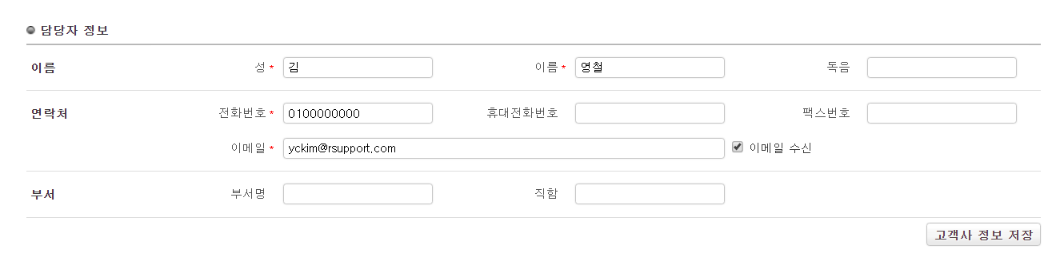 담당자 정보
이름 성 * 김 이름 * 영철 독음
연락처 전화번호 * 0100000000 휴대전화번호 팩스번호
이메일 * yckim@rsupport.com 이메일 수신
부서 부서명 직함
고객사 정보 저장